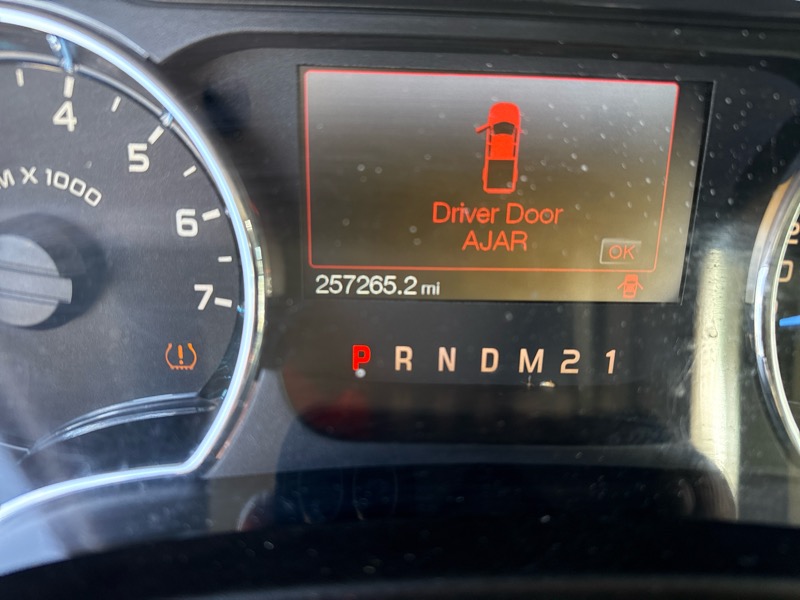 4
5
6
7
X 1000
Driver Door
AJAR
OK
257265.2 mi
P R N D M 2 1